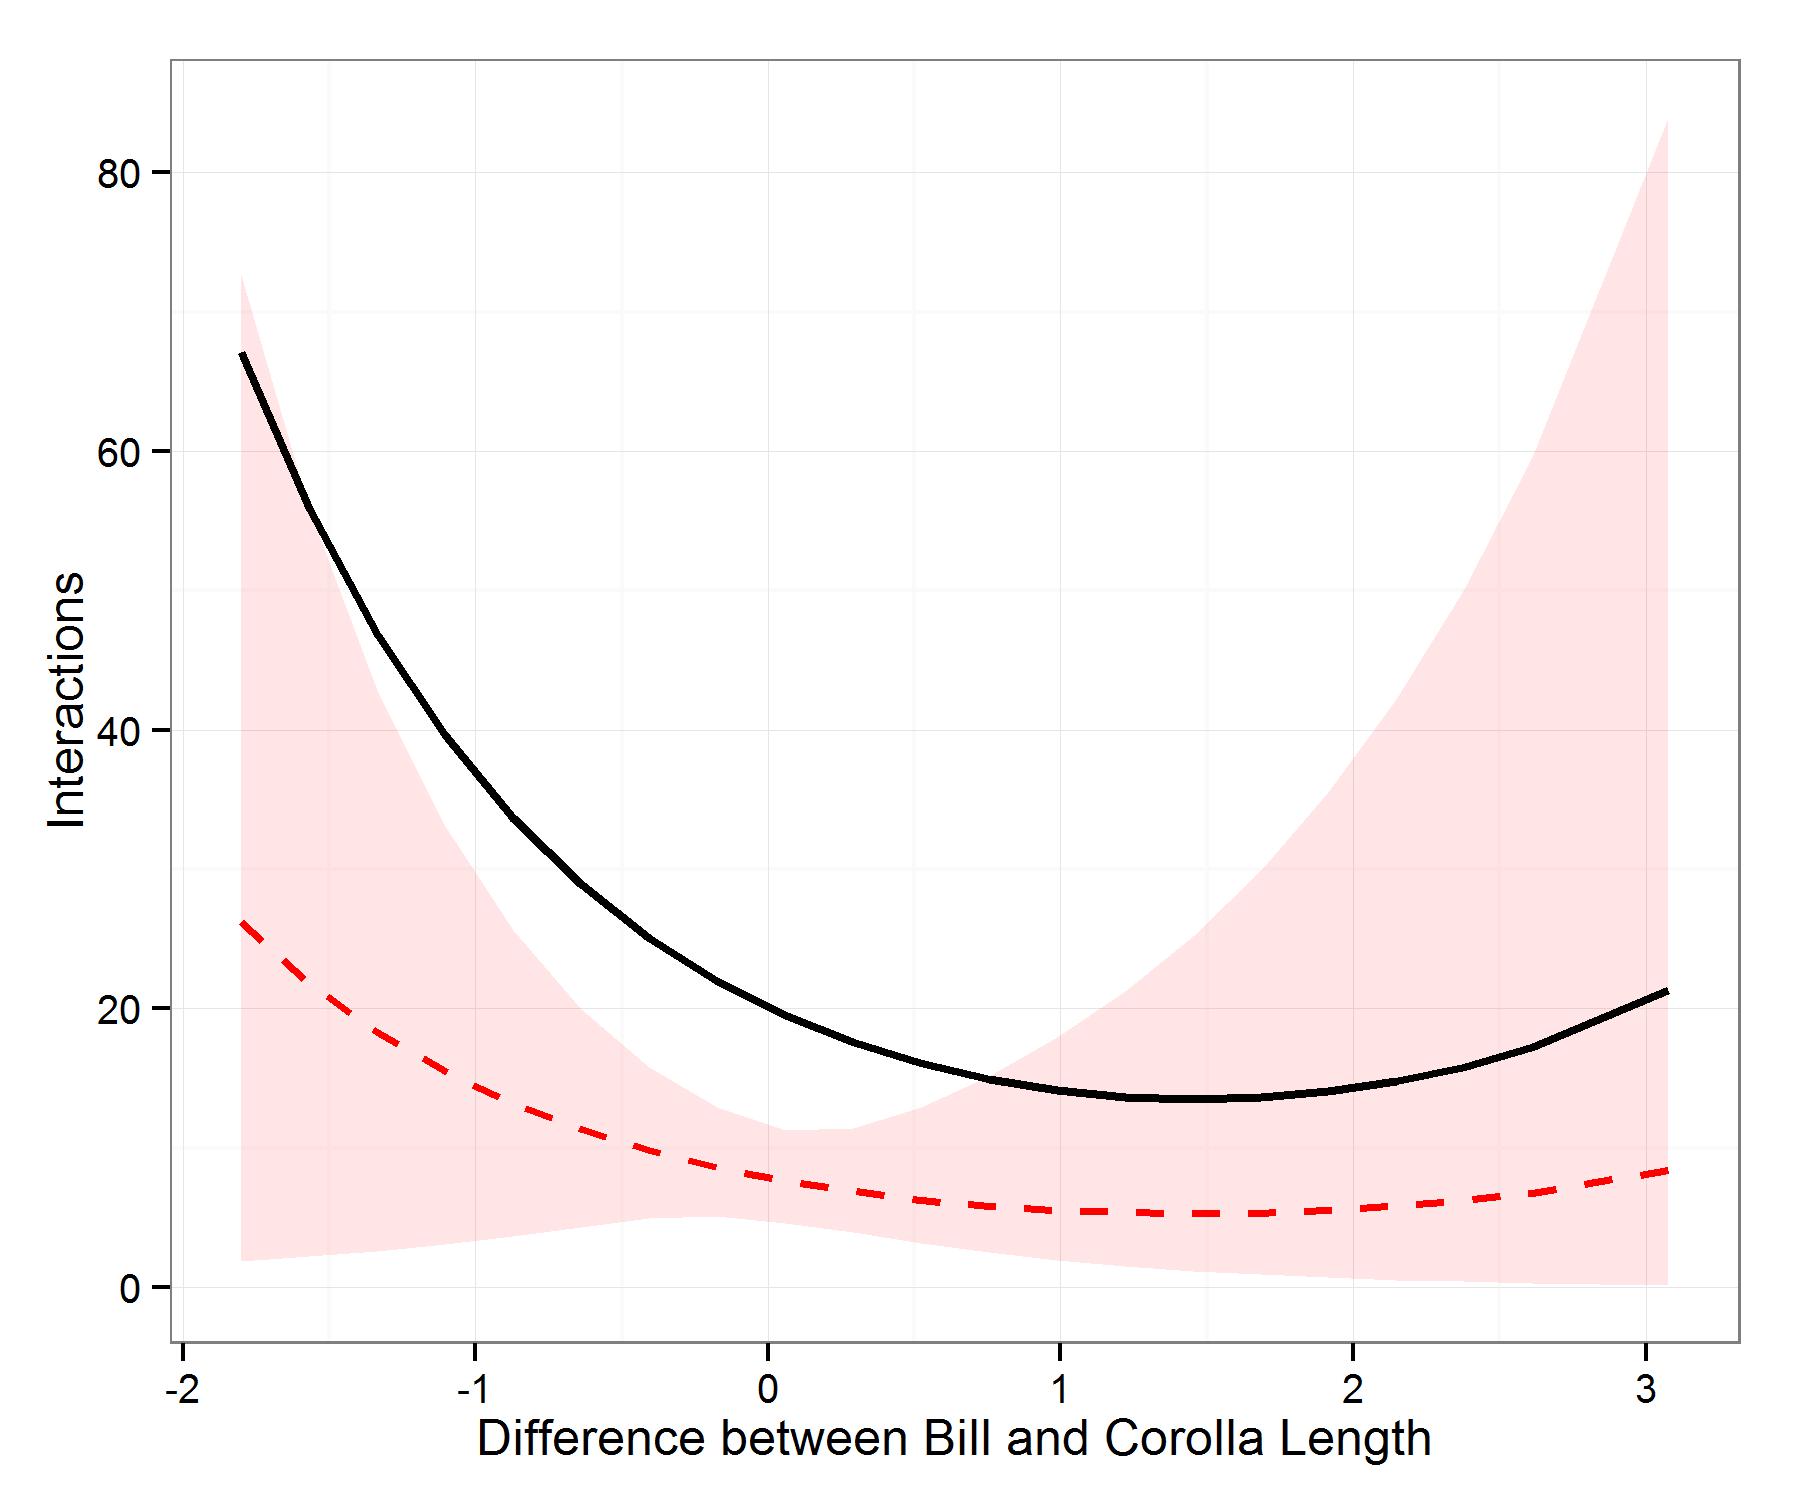 80
60
40
20
0
Interactions
-2 -1 0 1 2 3
Difference between Bill and Corolla Length